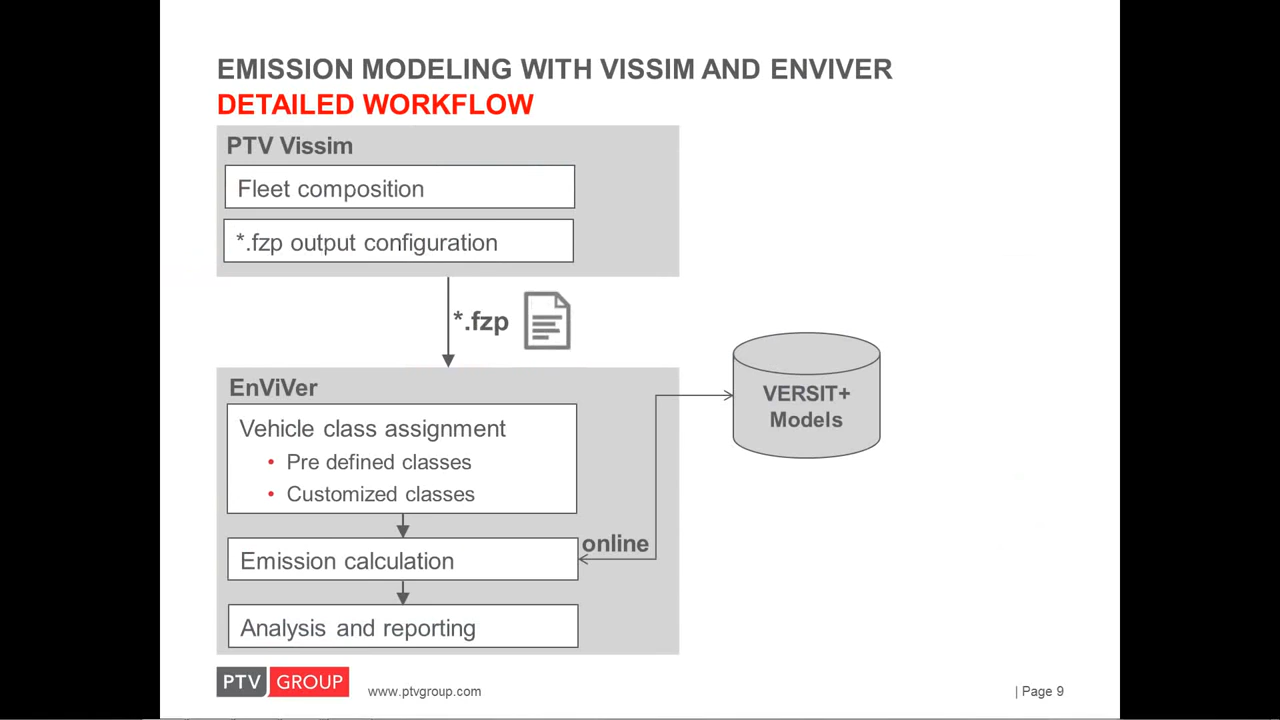 EMISSION MODELING WITH VISSIM AND ENVIVER
DETAILED WORKFLOW
PTV Vissim
Fleet composition
*.fzp output configuration
*.fzp
EnViVer
Vehicle class assignment
• Pre defined classes
• Customized classes
VERSIT+
Models
online
Emission calculation
Analysis and reporting
PTV GROUP
www.ptvgroup.com
| Page 9